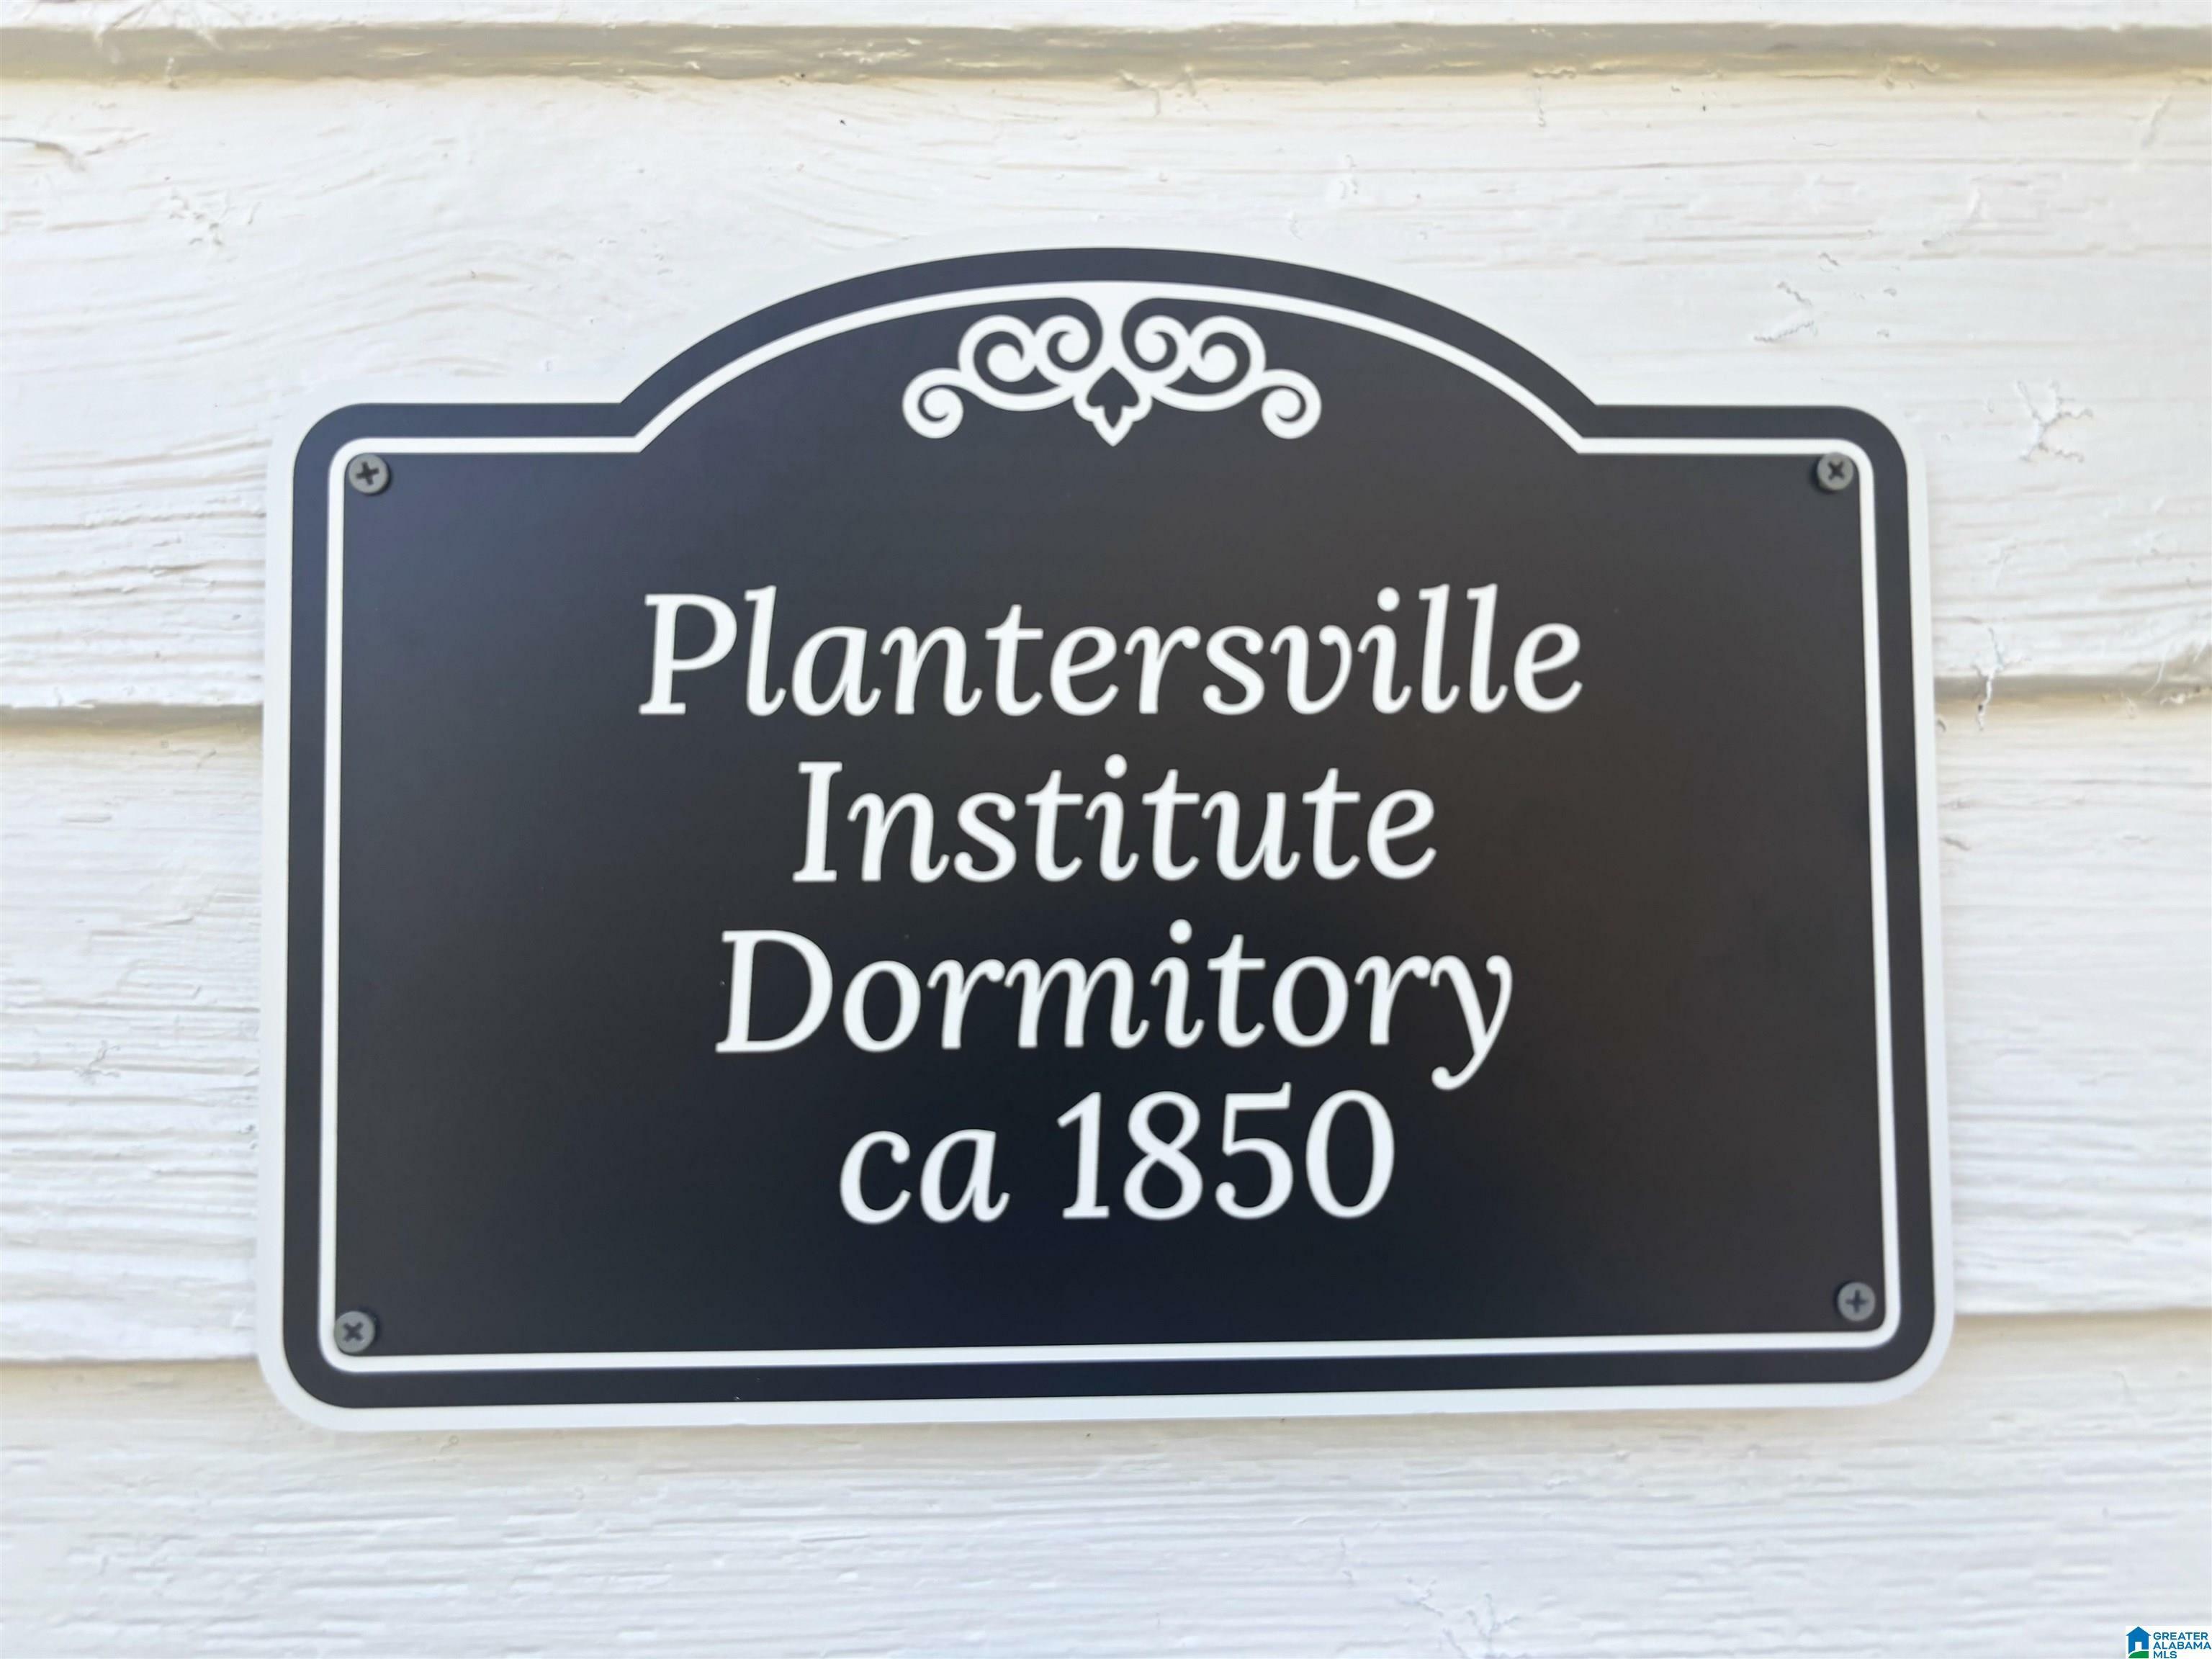 Plantersville
Institute
Dormitory
ca 1850
GREATER
ALABAMA
MLS